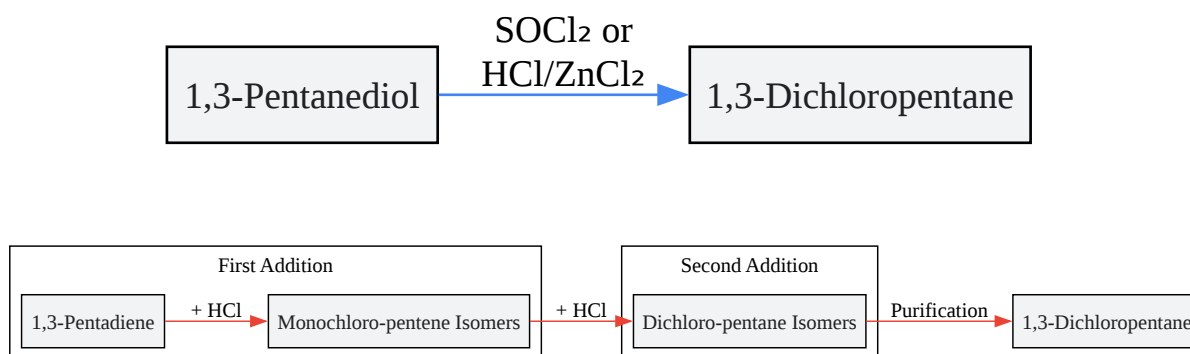 SOCl₂ or
HCl/ZnCl₂
1,3-Pentanediol
1,3-Dichloropentane
First Addition
Second Addition
1,3-Pentadiene
+ HCl
Monochloro-pentene Isomers
+ HCl
Dichloro-pentane Isomers
Purification
1,3-Dichloropentane